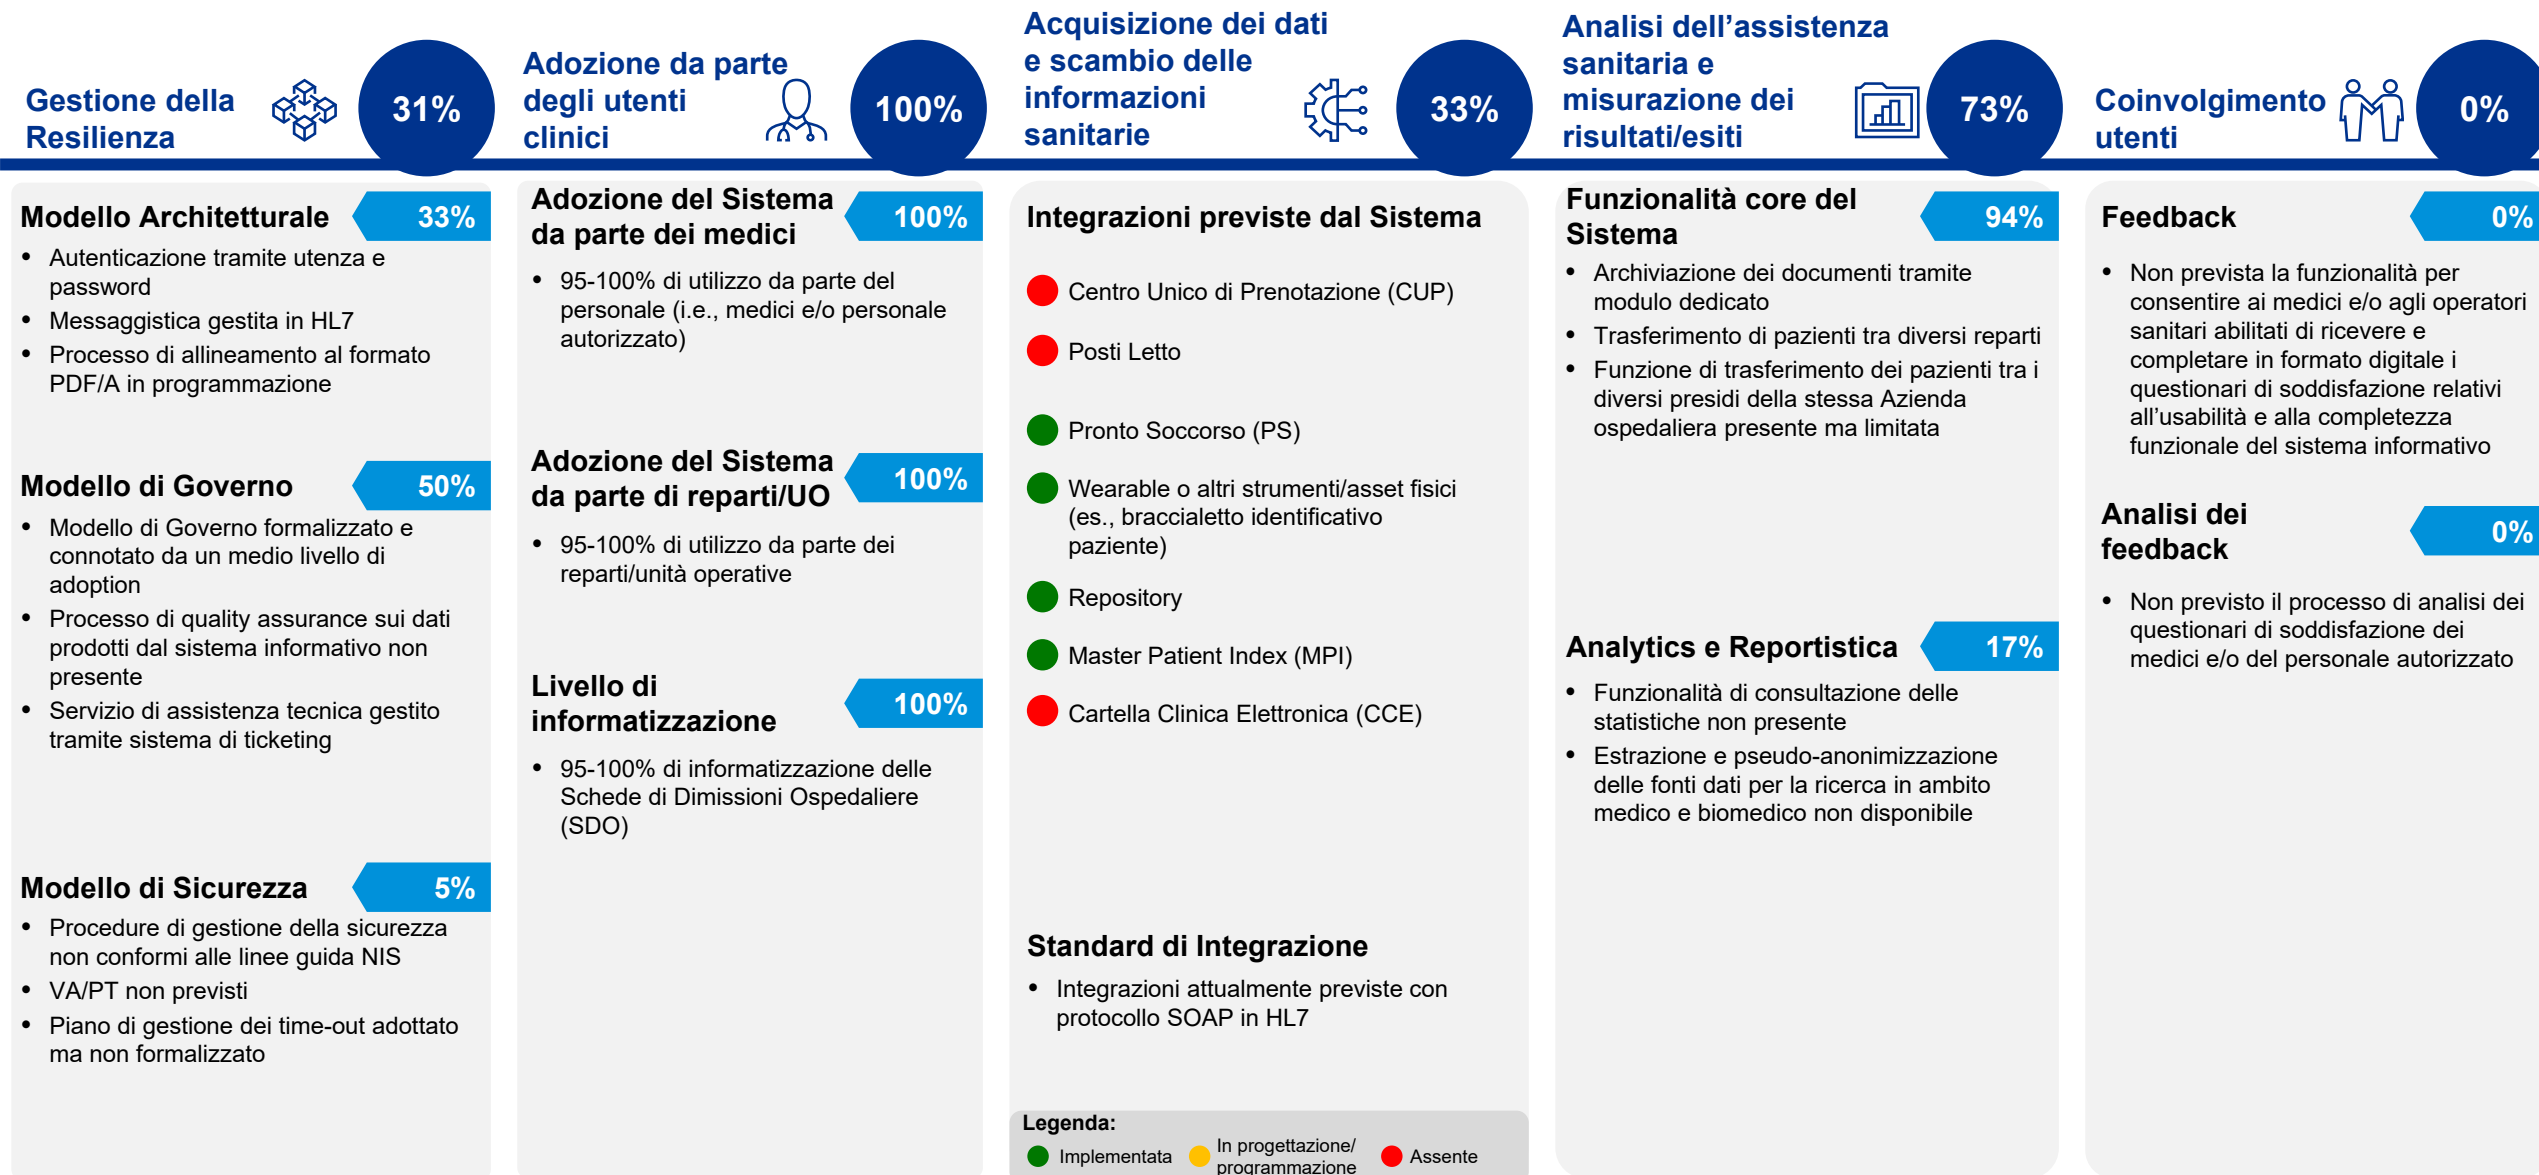 Gestione della
Resilienza
31%
Adozione da parte
degli utenti
clinici
100%
Acquisizione dei dati
e scambio delle
informazioni
sanitarie
33%
Analisi dell’assistenza
sanitaria e
misurazione dei
risultati/esiti
73%
Coinvolgimento
utenti
0%
Modello Architetturale
33%
• Autenticazione tramite utenza e
password
• Messaggistica gestita in HL7
• Processo di allineamento al formato
PDF/A in programmazione
Modello di Governo
50%
• Modello di Governo formalizzato e
connotato da un medio livello di
adoption
• Processo di quality assurance sui dati
prodotti dal sistema informativo non
presente
• Servizio di assistenza tecnica gestito
tramite sistema di ticketing
Modello di Sicurezza
5%
• Procedure di gestione della sicurezza
non conformi alle linee guida NIS
• VA/PT non previsti
• Piano di gestione dei time-out adottato
ma non formalizzato
Adozione del Sistema
da parte dei medici
100%
• 95-100% di utilizzo da parte del
personale (i.e., medici e/o personale
autorizzato)
Adozione del Sistema
da parte di reparti/UO
100%
• 95-100% di utilizzo da parte dei
reparti/unità operative
Livello di
informatizzazione
100%
• 95-100% di informatizzazione delle
Schede di Dimissioni Ospedaliere
(SDO)
Integrazioni previste dal Sistema
Centro Unico di Prenotazione (CUP)
Posti Letto
Pronto Soccorso (PS)
Wearable o altri strumenti/asset fisici
(es., braccialetto identificativo
paziente)
Repository
Master Patient Index (MPI)
Cartella Clinica Elettronica (CCE)
Standard di Integrazione
• Integrazioni attualmente previste con
protocollo SOAP in HL7
Legenda:
Implementata
In progettazione/
programmazione
Assente
Funzionalità core del
Sistema
94%
• Archiviazione dei documenti tramite
modulo dedicato
• Trasferimento di pazienti tra diversi reparti
• Funzione di trasferimento dei pazienti tra i
diversi presidi della stessa Azienda
ospedaliera presente ma limitata
Analytics e Reportistica
17%
• Funzionalità di consultazione delle
statistiche non presente
• Estrazione e pseudo-anonimizzazione
delle fonti dati per la ricerca in ambito
medico e biomedico non disponibile
Feedback
0%
• Non prevista la funzionalità per
consentire ai medici e/o agli operatori
sanitari abilitati di ricevere e
completare in formato digitale i
questionari di soddisfazione relativi
all’usabilità e alla completezza
funzionale del sistema informativo
Analisi dei
feedback
0%
• Non previsto il processo di analisi dei
questionari di soddisfazione dei
medici e/o del personale autorizzato